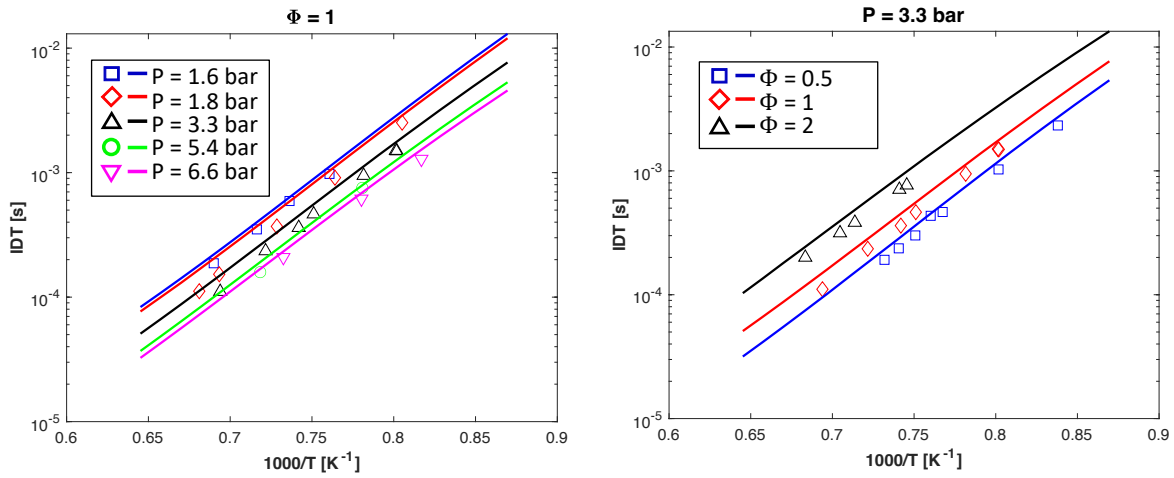 Φ = 1
10⁻²
10⁻³
10⁻⁴
10⁻⁵
IDT [s]
P = 1.6 bar
P = 1.8 bar
P = 3.3 bar
P = 5.4 bar
P = 6.6 bar
0.6 0.65 0.7 0.75 0.8 0.85 0.9
1000/T [K⁻¹]
P = 3.3 bar
10⁻²
10⁻³
10⁻⁴
10⁻⁵
IDT [s]
Φ = 0.5
Φ = 1
Φ = 2
0.6 0.65 0.7 0.75 0.8 0.85 0.9
1000/T [K⁻¹]